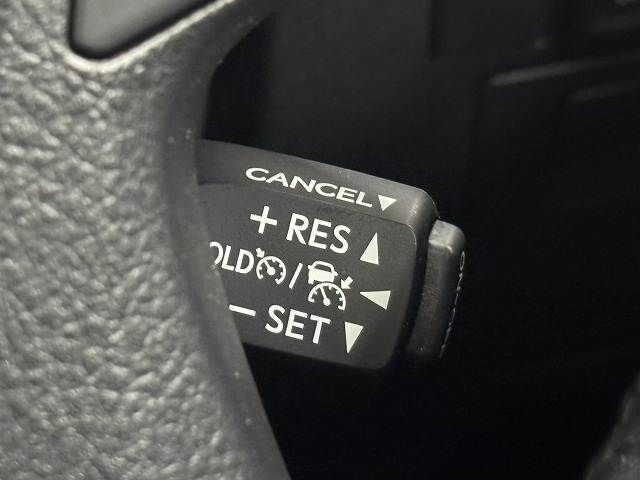 CANCEL▼
+ RES ▲
OLD / ◀
− SET ▼